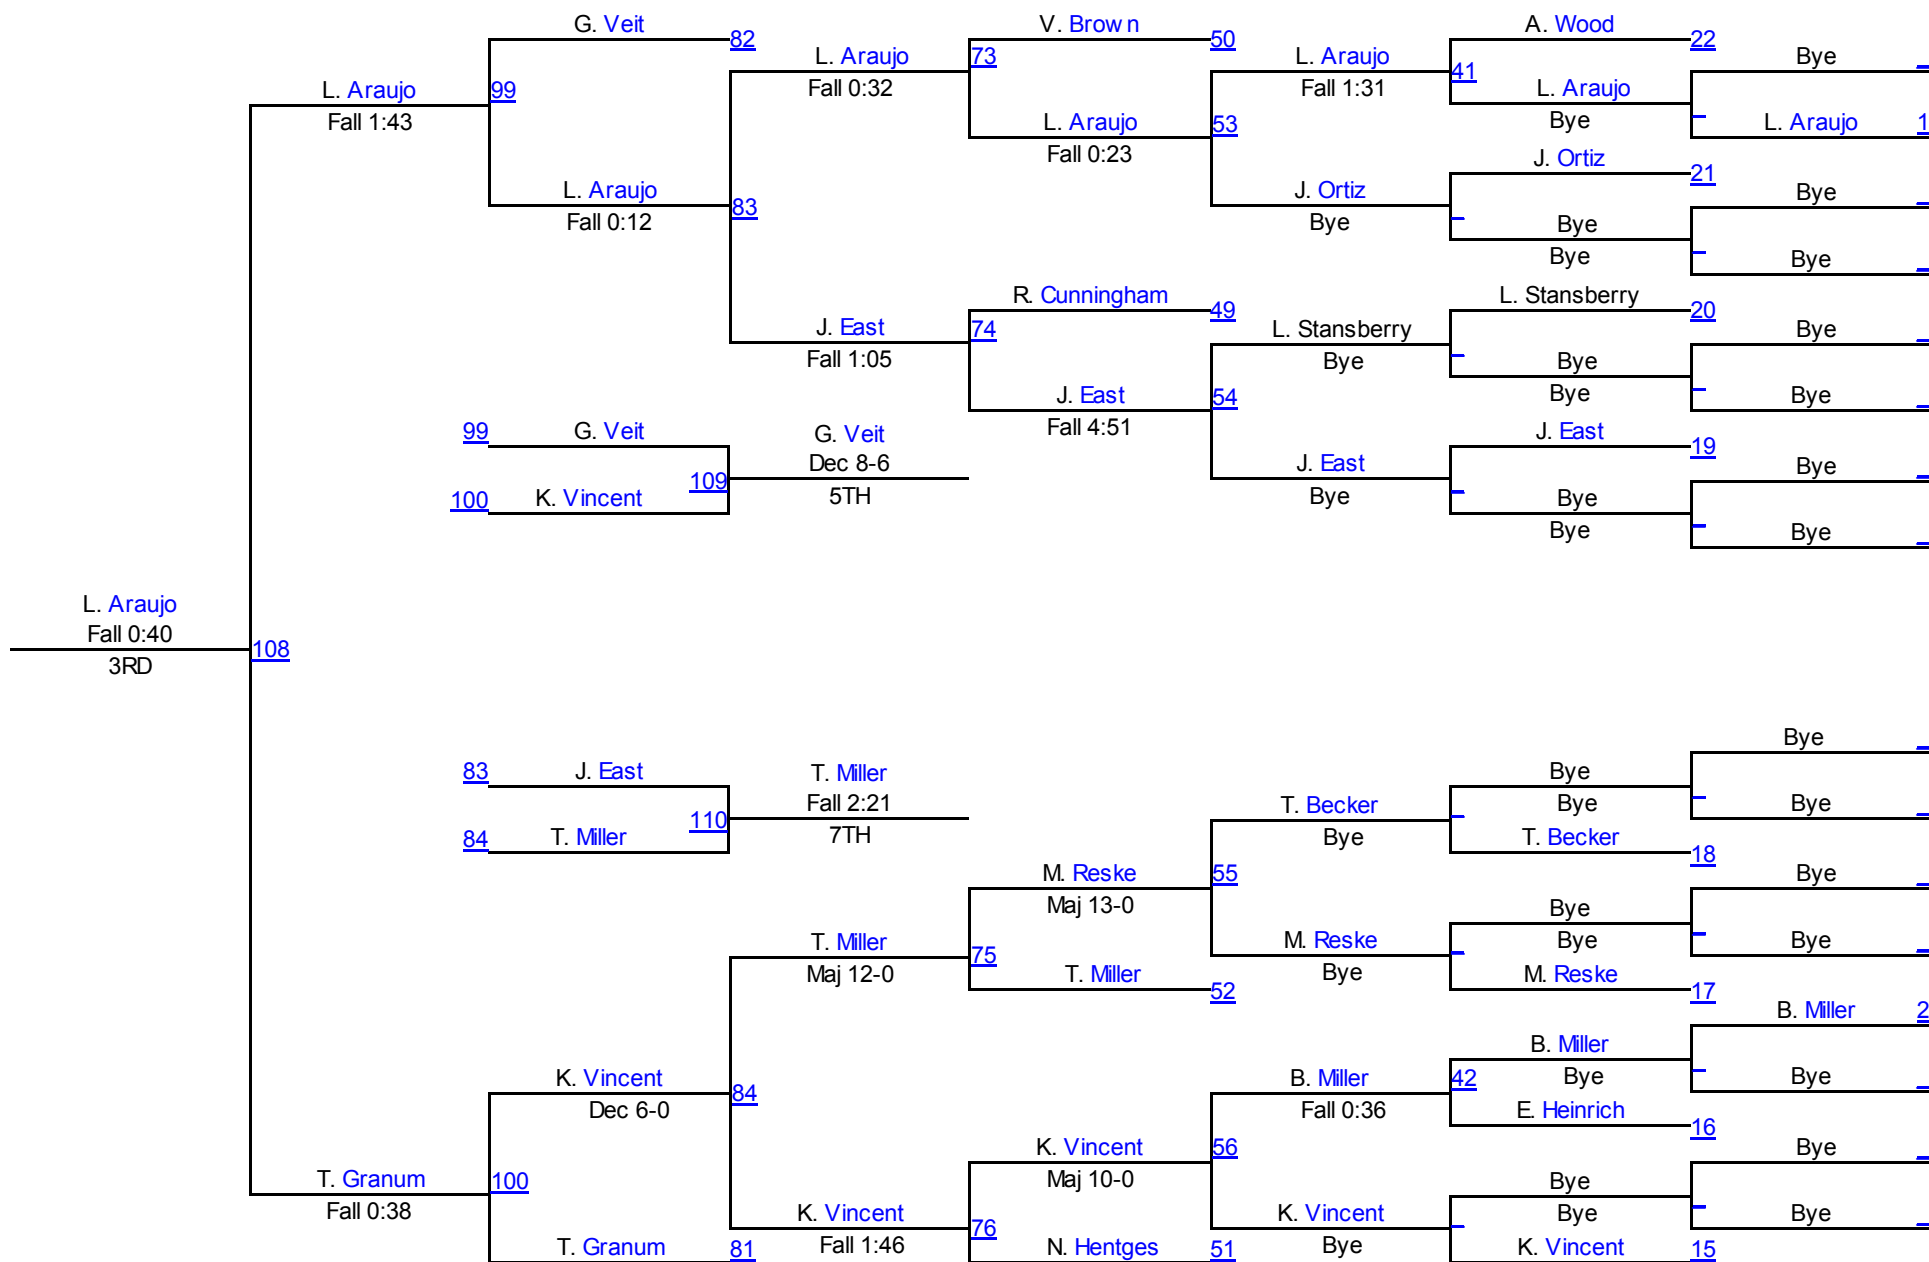 G. Veit 82
V. Brown 50
A. Wood 22
L. Araujo 73
L. Araujo 41
Bye
Fall 0:32
Fall 1:31
L. Araujo 99
L. Araujo
Fall 1:43
L. Araujo 53
Bye
L. Araujo 1
Fall 0:23
J. Ortiz 21
L. Araujo 83
J. Ortiz
Bye
Fall 0:12
Bye
Bye
Bye
Bye
R. Cunningham 49
L. Stansberry 20
J. East 74
L. Stansberry
Bye
Fall 1:05
Bye
Bye
J. East 54
Bye
Bye
99 G. Veit
G. Veit
Fall 4:51
J. East 19
Dec 8-6
J. East
Bye
100 K. Vincent 109
5TH
Bye
Bye
Bye
Bye
L. Araujo
Fall 0:40
108
3RD
Bye
83 J. East
T. Miller
Bye
Fall 2:21
T. Becker
Bye
Bye
84 T. Miller 110
7TH
Bye
T. Becker 18
M. Reske 55
Bye
Maj 13-0
Bye
T. Miller 75
M. Reske
Bye
Bye
Maj 12-0
T. Miller 52
Bye
M. Reske 17
B. Miller 2
B. Miller
K. Vincent 84
B. Miller 42
Bye
Bye
Dec 6-0
Fall 0:36
E. Heinrich 16
K. Vincent 56
Bye
T. Granum 100
Maj 10-0
Bye
Fall 0:38
K. Vincent 76
K. Vincent
Bye
Bye
T. Granum 81
Fall 1:46
N. Hentges 51
Bye
K. Vincent 15